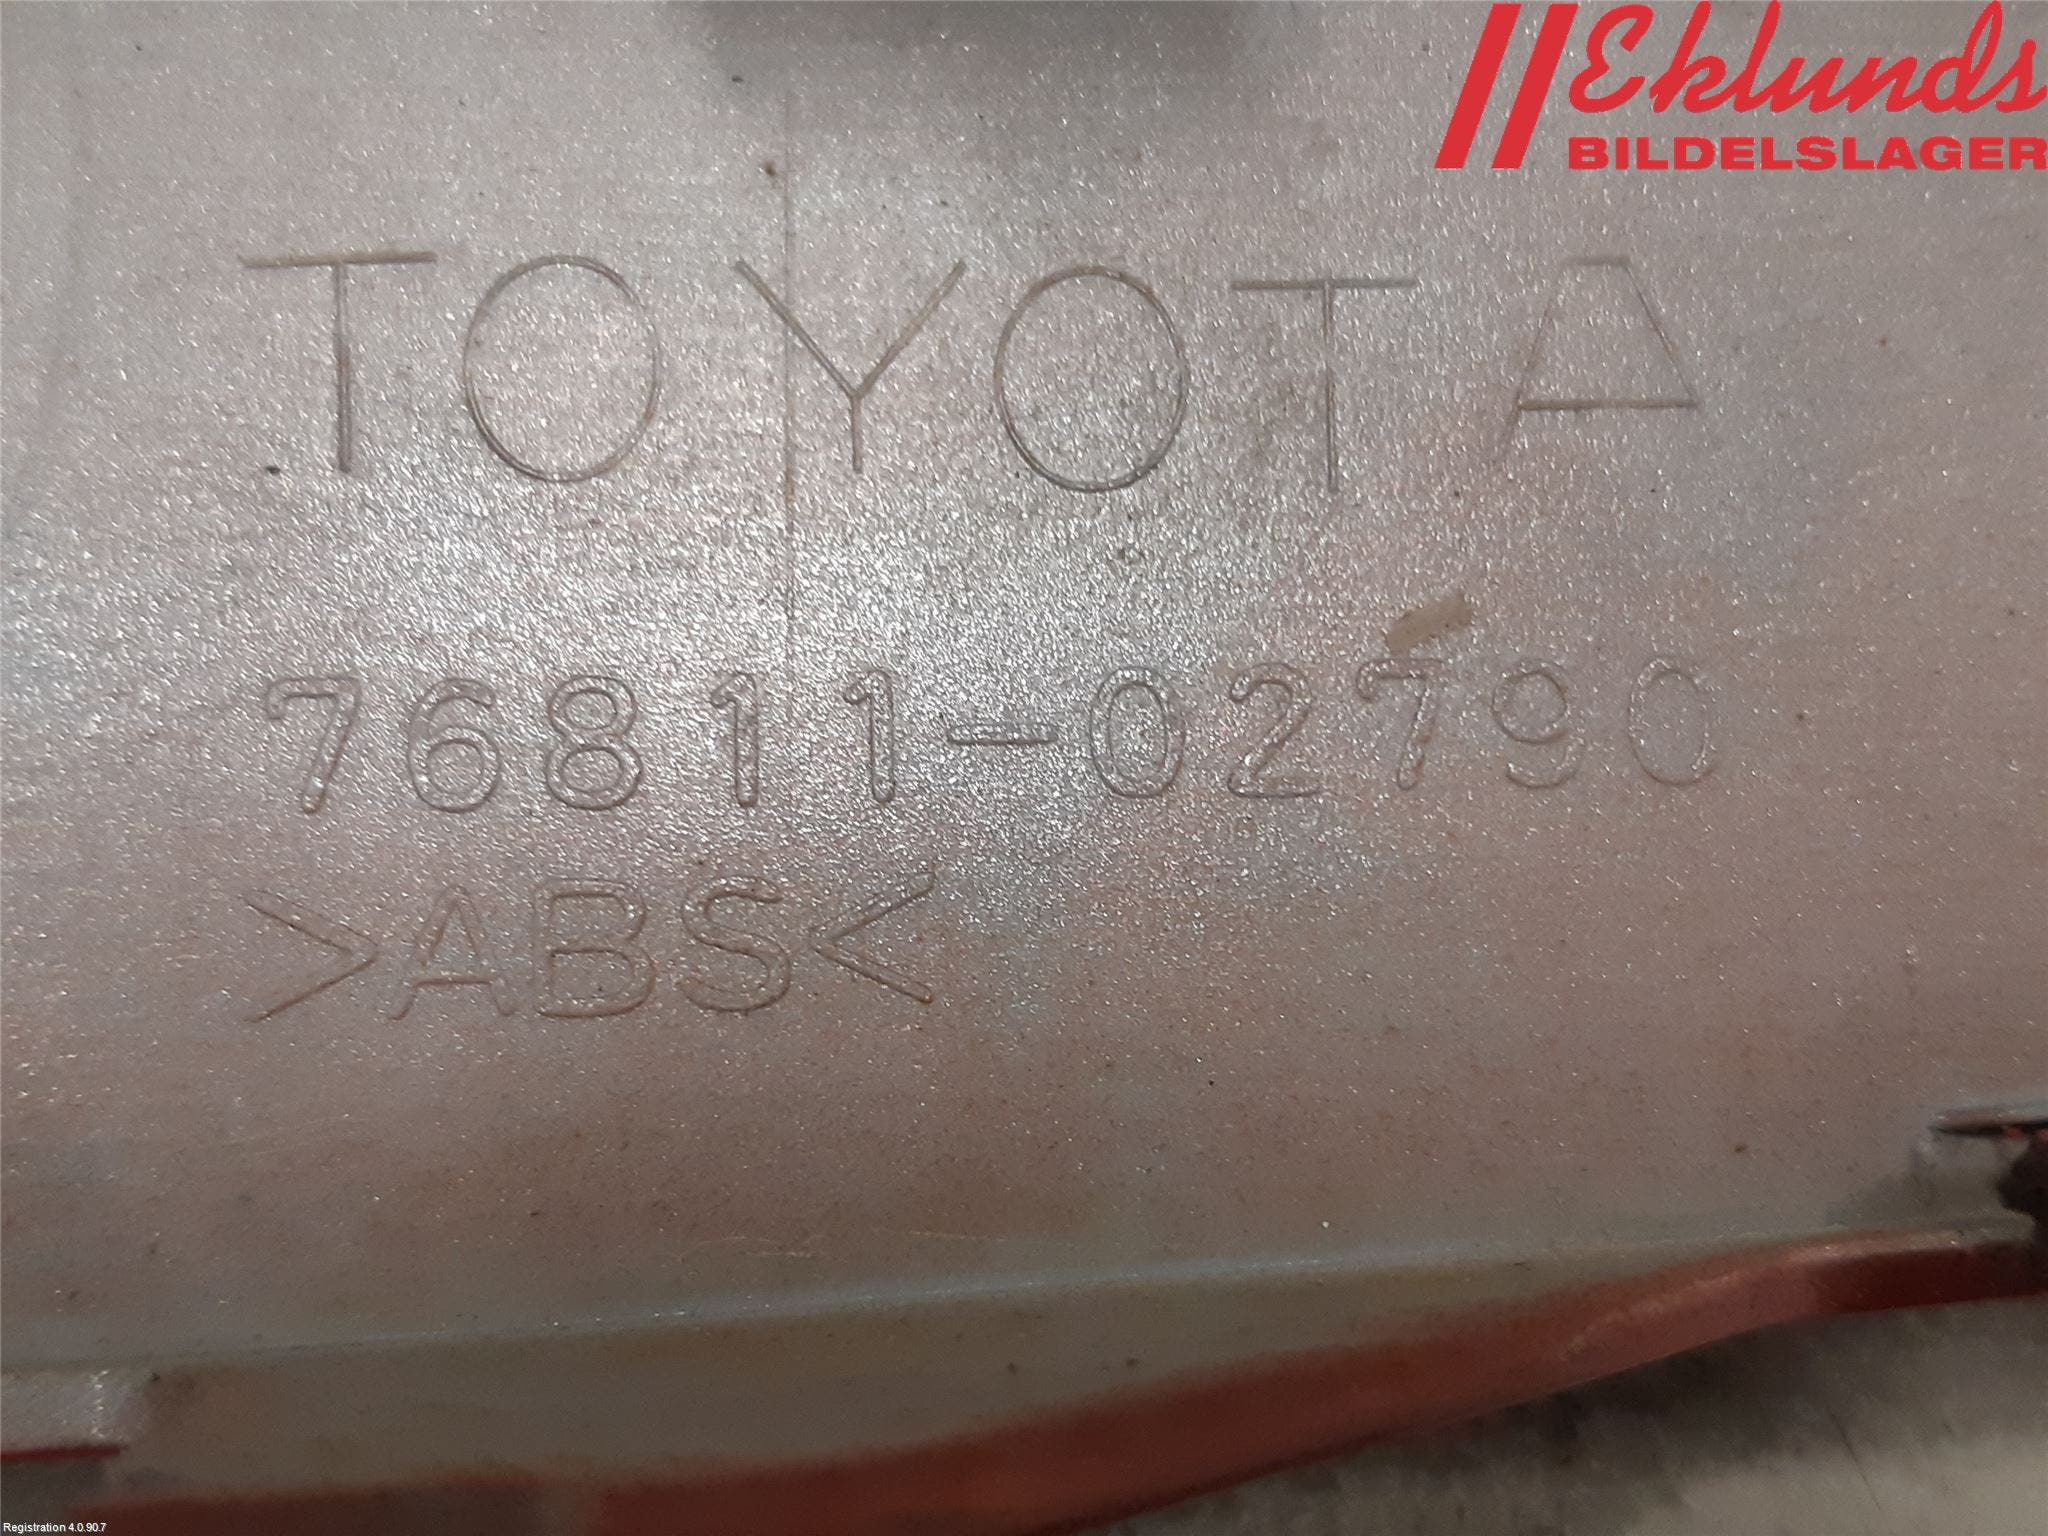 Eklunds
BILDELSLAGER
TOYOTA
76811-02790
>ABS<
Registration 4.0.90.7